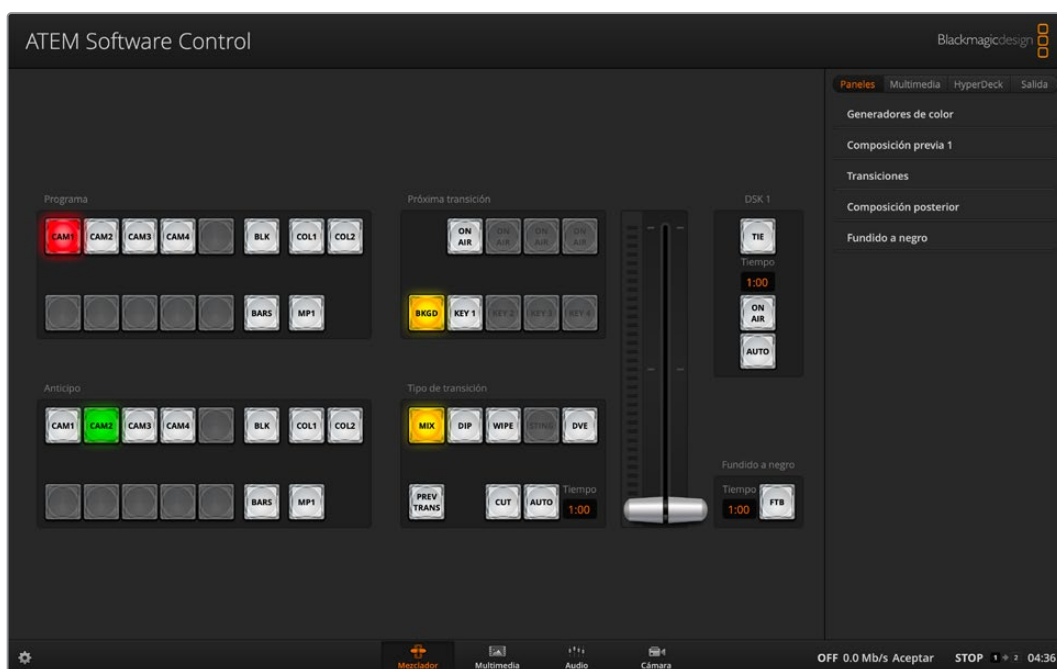 ATEM Software Control
Blackmagicdesign
Paneles Multimedia HyperDeck Salida
Generadores de color
Composición previa 1
Transiciones
Composición posterior
Fundido a negro
Programa
CAM1 CAM2 CAM3 CAM4 BLK COL1 COL2
BARS MP1
Próxima transición
ON AIR ON AIR ON AIR ON AIR
BKGD KEY 1 KEY 2 KEY 3 KEY 4
DSK 1
TIE
Tiempo
1:00
ON AIR
AUTO
Anticipo
CAM1 CAM2 CAM3 CAM4 BLK COL1 COL2
BARS MP1
Tipo de transición
MIX DIP WIPE STING DVE
PREV TRANS CUT AUTO
Tiempo
1:00
Fundido a negro
Tiempo
1:00 FTB
Mezclador Multimedia Audio Cámara
OFF 0.0 Mb/s Aceptar STOP 1 2 04:36